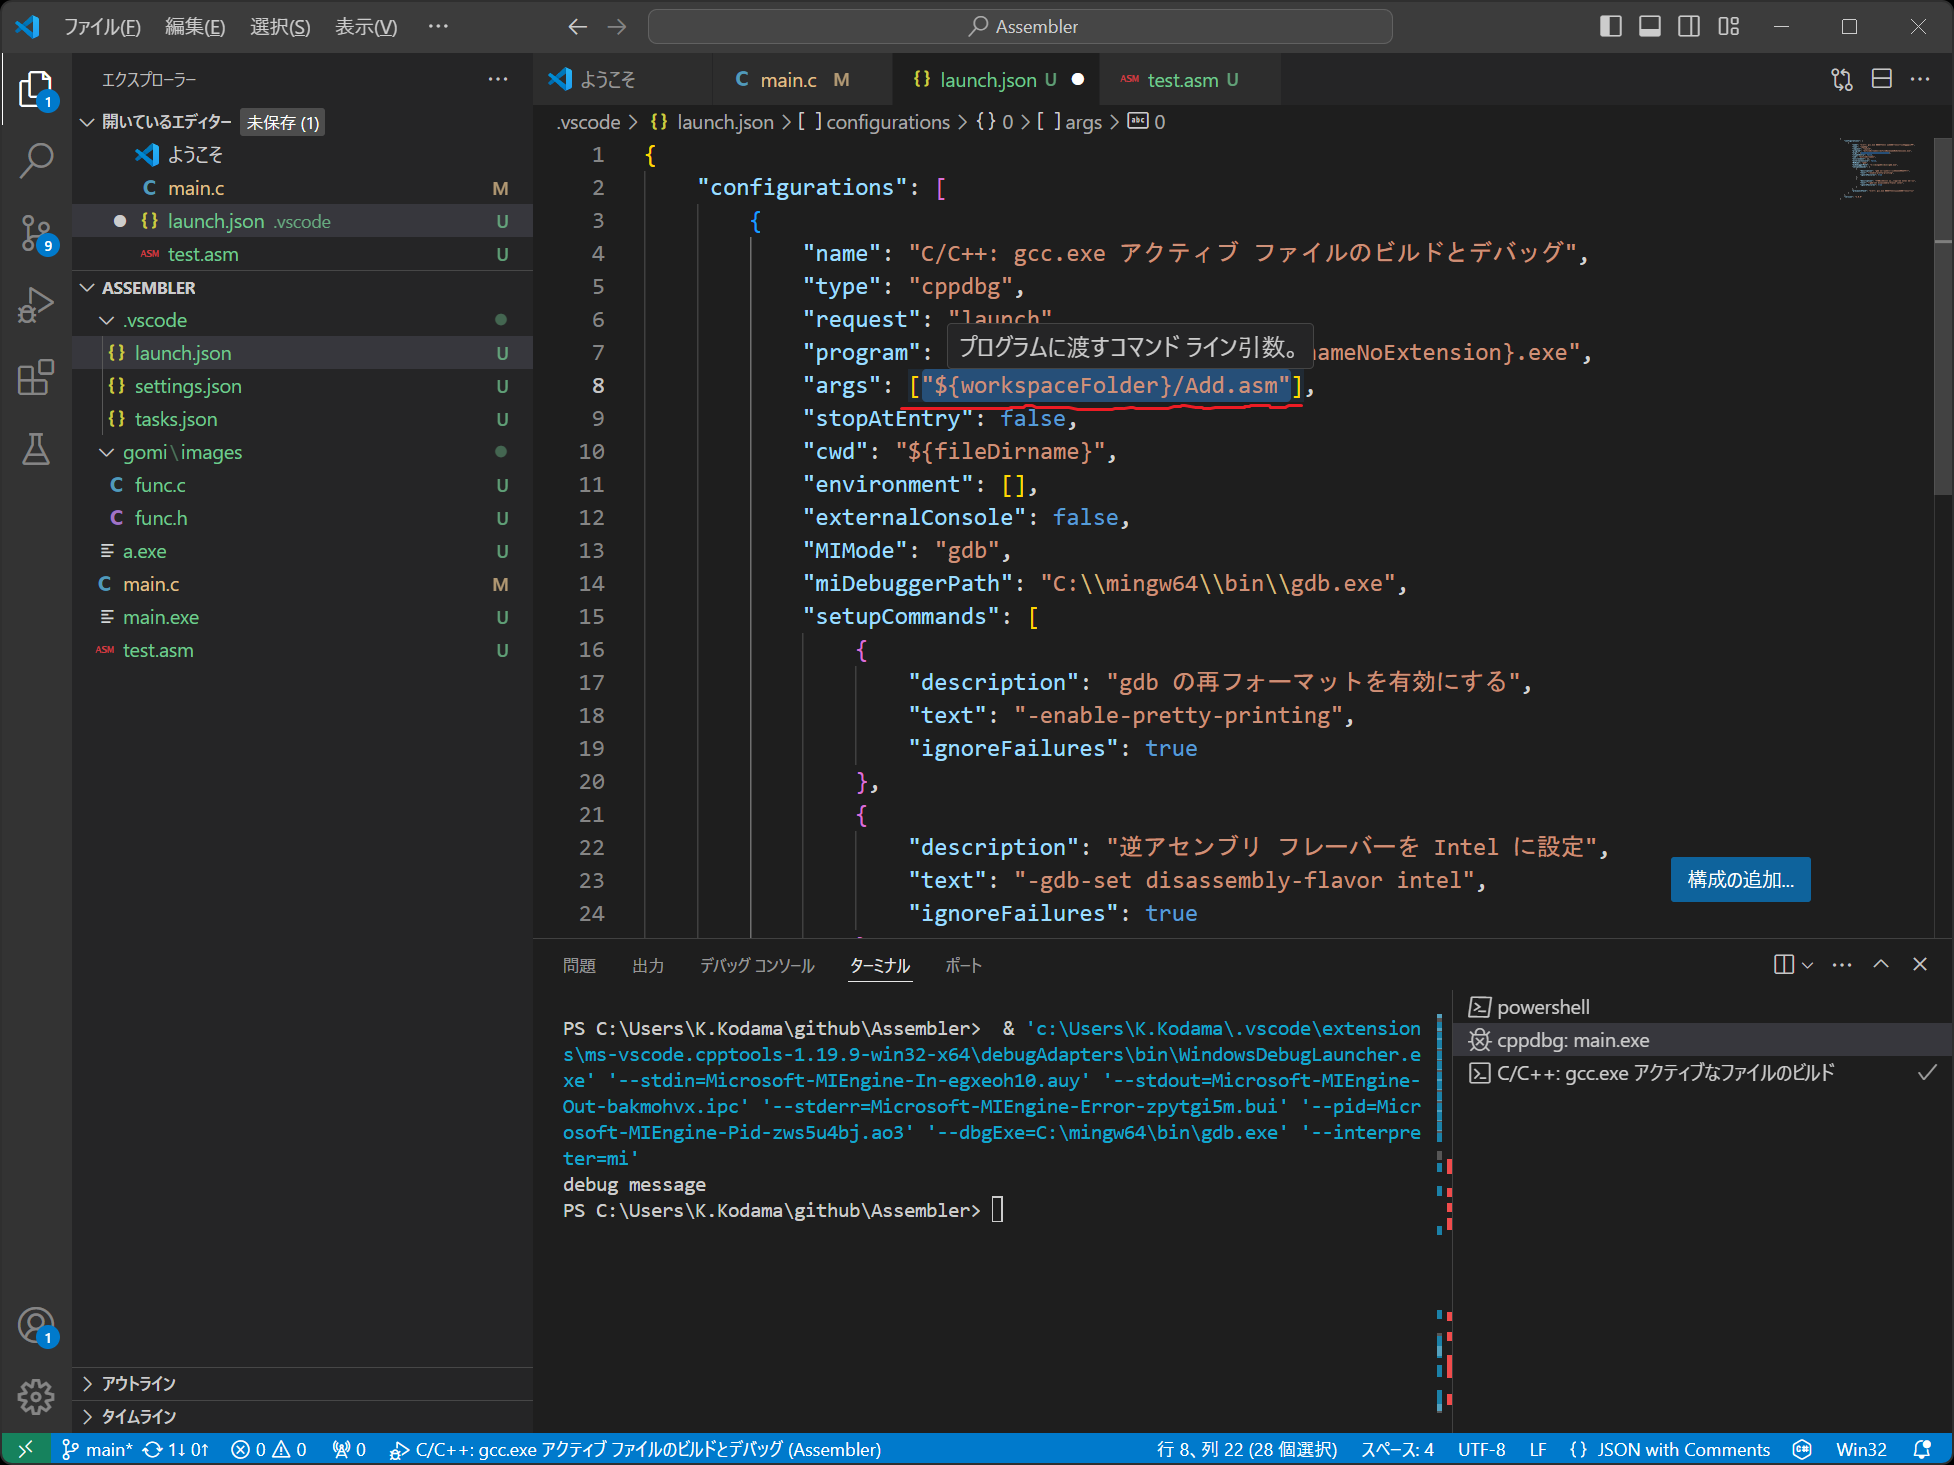 ファイル(F) 編集(E) 選択(S) 表示(V) ··· Assembler
エクスプローラー
ようこそ
main.c M
launch.json U
ASM test.asm U
.vscode > {} launch.json > [ ] configurations > {} 0 > [ ] args > abc 0
開いているエディター 未保存 (1)
ようこそ
C main.c M
{} launch.json .vscode U
ASM test.asm U
ASSEMBLER
.vscode
{} launch.json U
{} settings.json U
{} tasks.json U
gomi\images
C func.c U
C func.h U
a.exe U
C main.c M
main.exe U
ASM test.asm U
アウトライン
タイムライン
1
9
1
1 {
2 "configurations": [
3 {
4 "name": "C/C++: gcc.exe アクティブ ファイルのビルドとデバッグ",
5 "type": "cppdbg",
6 "request": "launch"
プログラムに渡すコマンド ライン引数。
7 "program": nameNoExtension}.exe",
8 "args": ["${workspaceFolder}/Add.asm"],
9 "stopAtEntry": false,
10 "cwd": "${fileDirname}",
11 "environment": [],
12 "externalConsole": false,
13 "MIMode": "gdb",
14 "miDebuggerPath": "C:\\mingw64\\bin\\gdb.exe",
15 "setupCommands": [
16 {
17 "description": "gdb の再フォーマットを有効にする",
18 "text": "-enable-pretty-printing",
19 "ignoreFailures": true
20 },
21 {
22 "description": "逆アセンブリ フレーバーを Intel に設定",
23 "text": "-gdb-set disassembly-flavor intel",
24 "ignoreFailures": true
構成の追加...
問題 出力 デバッグ コンソール ターミナル ポート
PS C:\Users\K.Kodama\github\Assembler>  & 'c:\Users\K.Kodama\.vscode\extension
s\ms-vscode.cpptools-1.19.9-win32-x64\debugAdapters\bin\WindowsDebugLauncher.e
xe' '--stdin=Microsoft-MIEngine-In-egxeoh10.auy' '--stdout=Microsoft-MIEngine-
Out-bakmohvx.ipc' '--stderr=Microsoft-MIEngine-Error-zpytgi5m.bui' '--pid=Micr
osoft-MIEngine-Pid-zws5u4bj.ao3' '--dbgExe=C:\mingw64\bin\gdb.exe' '--interpre
ter=mi'
debug message
PS C:\Users\K.Kodama\github\Assembler>
powershell
cppdbg: main.exe
C/C++: gcc.exe アクティブなファイルのビルド
main* 1↓ 0↑ 0 0 0 C/C++: gcc.exe アクティブ ファイルのビルドとデバッグ (Assembler) 行 8、列 22 (28 個選択) スペース: 4 UTF-8 LF {} JSON with Comments Win32